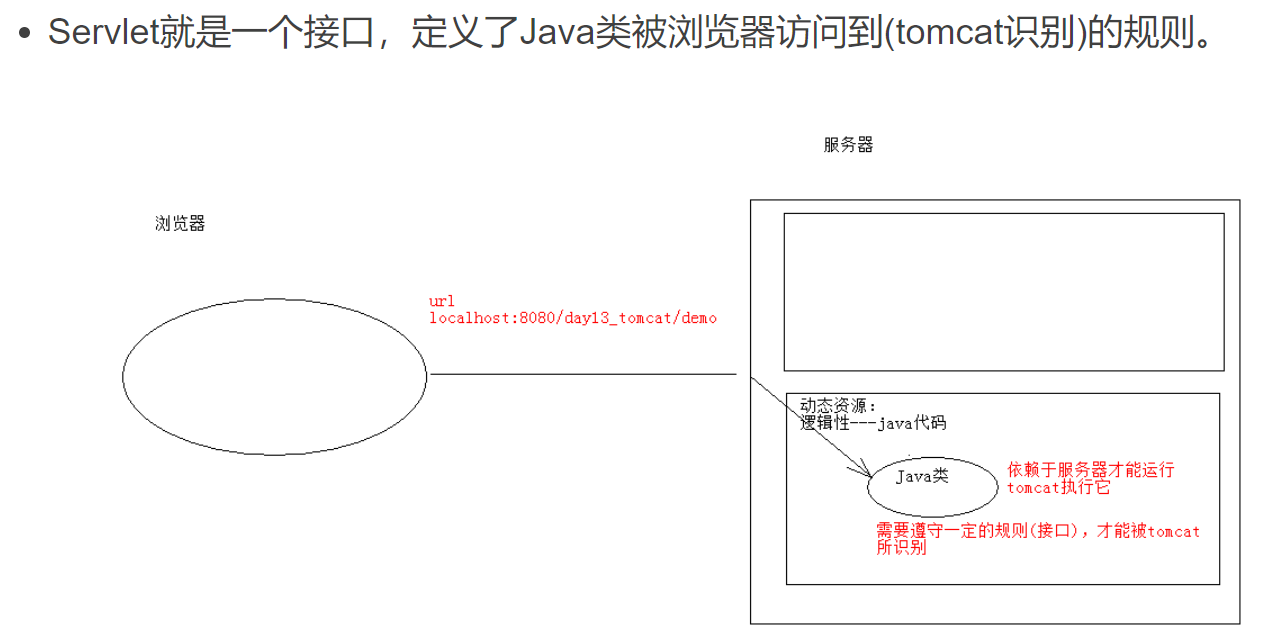 Servlet就是一个接口，定义了Java类被浏览器访问到(tomcat识别)的规则。
服务器
浏览器
url
localhost:8080/day13_tomcat/demo
动态资源：
逻辑性---java代码
Java类
依赖于服务器才能运行
tomcat执行它
需要遵守一定的规则(接口)，才能被tomcat
所识别